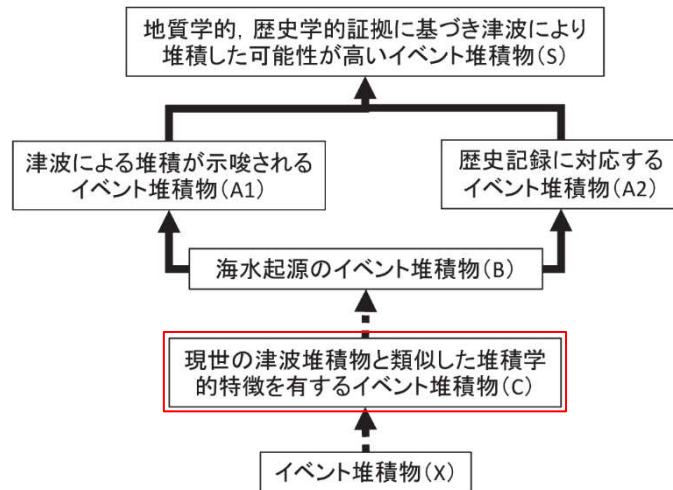 地質学的，歴史学的証拠に基づき津波により
堆積した可能性が高いイベント堆積物(S)
津波による堆積が示唆される
イベント堆積物(A1)
歴史記録に対応する
イベント堆積物(A2)
海水起源のイベント堆積物(B)
現世の津波堆積物と類似した堆積学
的特徴を有するイベント堆積物(C)
イベント堆積物(X)